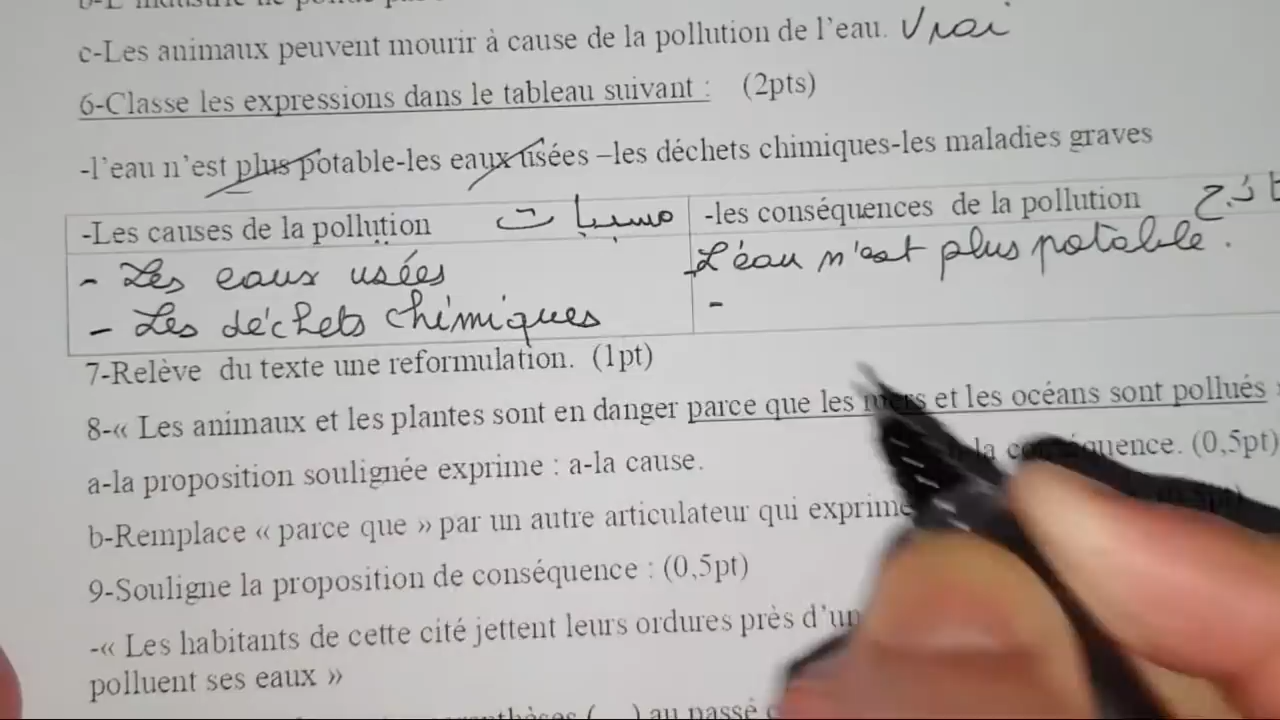 c-Les animaux peuvent mourir à cause de la pollution de l'eau. Vrai
6-Classe les expressions dans le tableau suivant : (2pts)
-l'eau n'est plus potable-les eaux usées –les déchets chimiques-les maladies graves
-Les causes de la pollution مسببات
-les conséquences de la pollution
- Les eaux usées
- Les déchets chimiques
-L'eau n'est plus potable.
-
7-Relève du texte une reformulation. (1pt)
8-« Les animaux et les plantes sont en danger parce que les mers et les océans sont pollués
a-la proposition soulignée exprime : a-la cause. la conséquence. (0,5pt)
b-Remplace « parce que » par un autre articulateur qui exprime
9-Souligne la proposition de conséquence : (0,5pt)
-« Les habitants de cette cité jettent leurs ordures près d'un
polluent ses eaux »
au passé